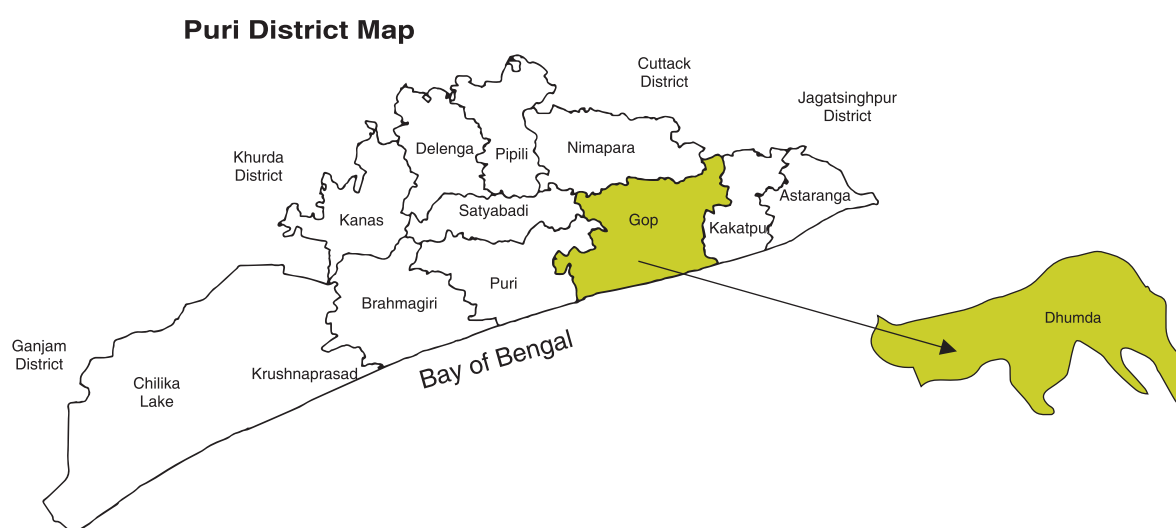 Puri District Map
Cuttack
District
Jagatsinghpur
District
Khurda
District
Delenga
Pipili
Nimapara
Kanas
Satyabadi
Gop
Kakatpur
Astaranga
Puri
Brahmagiri
Dhumda
Ganjam
District
Bay of Bengal
Krushnaprasad
Chilika
Lake